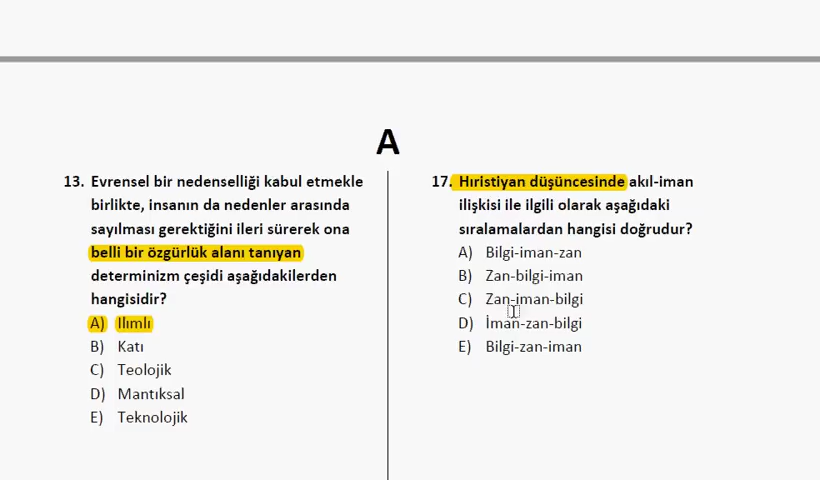 A
13. Evrensel bir nedenselliği kabul etmekle
birlikte, insanın da nedenler arasında
sayılması gerektiğini ileri sürerek ona
belli bir özgürlük alanı tanıyan
determinizm çeşidi aşağıdakilerden
hangisidir?
A) Ilımlı
B) Katı
C) Teolojik
D) Mantıksal
E) Teknolojik
17. Hıristiyan düşüncesinde akıl-iman
ilişkisi ile ilgili olarak aşağıdaki
sıralamalardan hangisi doğrudur?
A) Bilgi-iman-zan
B) Zan-bilgi-iman
C) Zan-iman-bilgi
D) İman-zan-bilgi
E) Bilgi-zan-iman